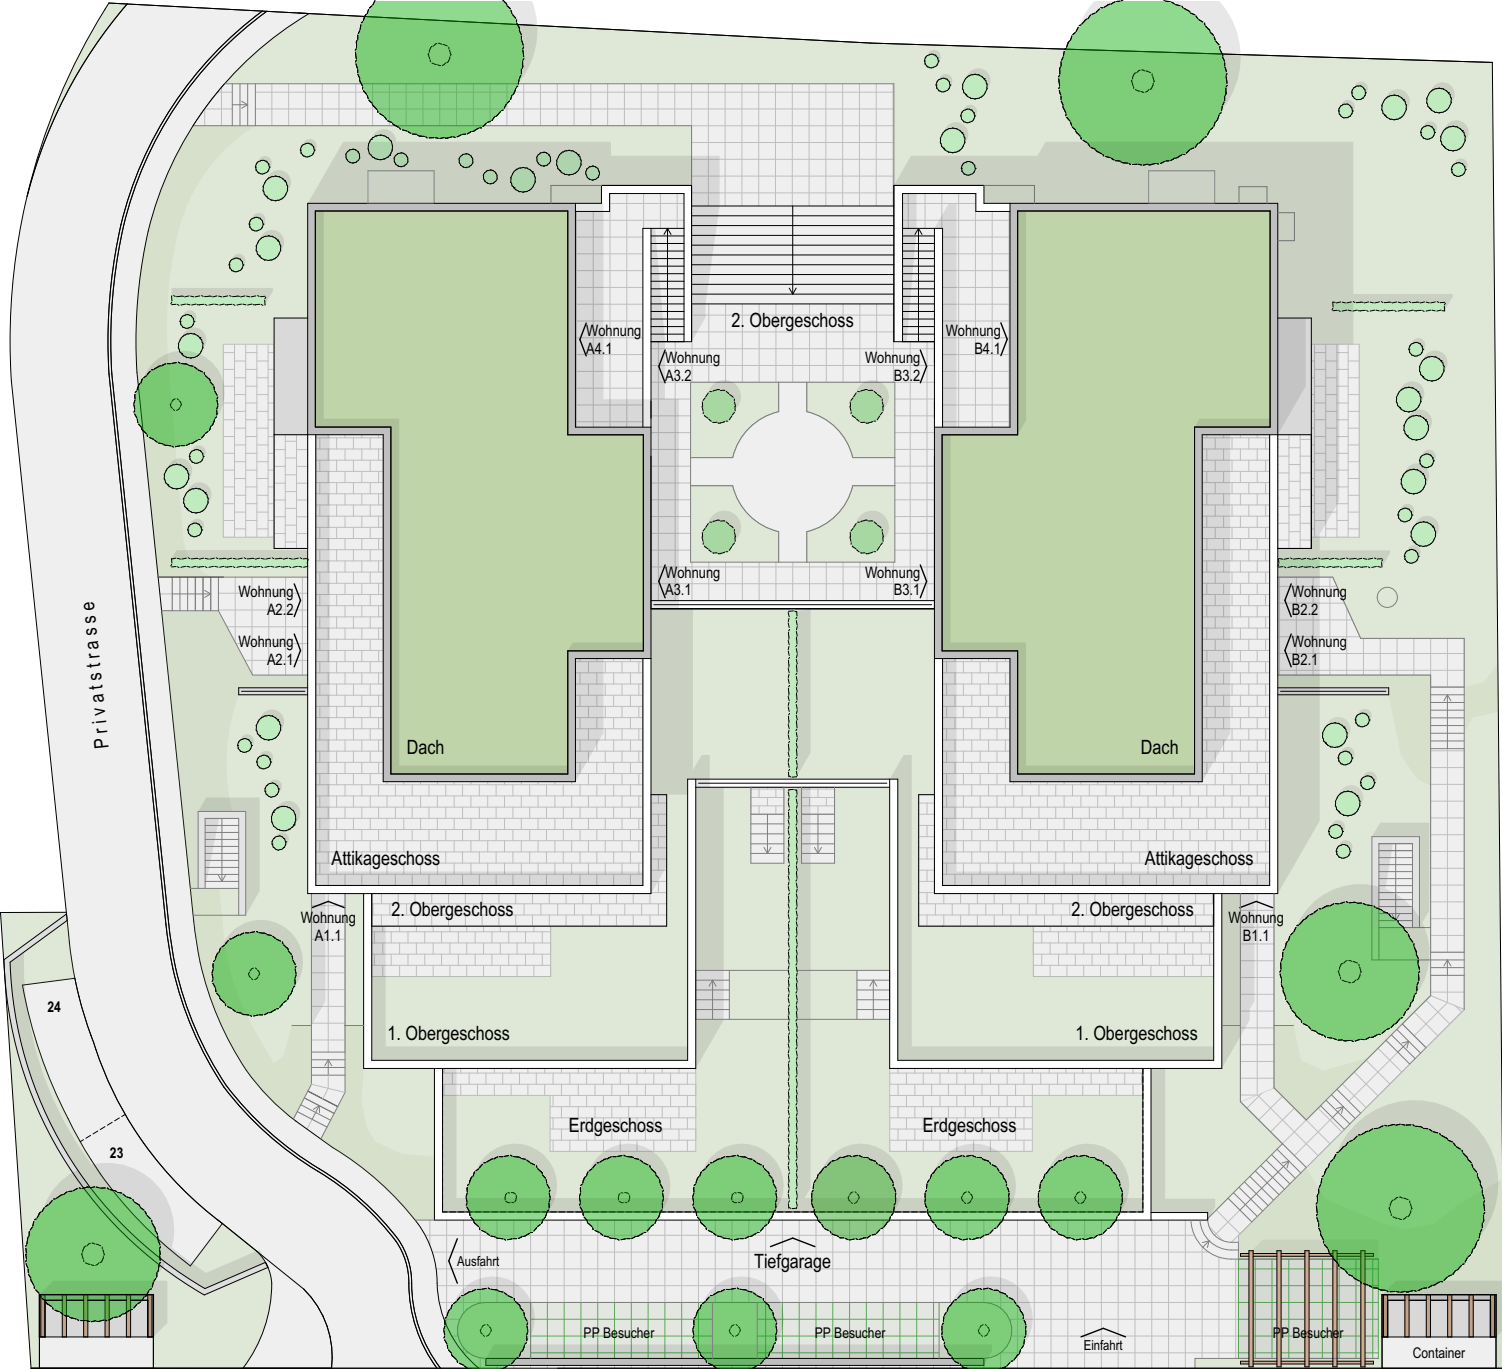 2. Obergeschoss
Wohnung
A4.1
Wohnung
B4.1
Wohnung
A3.2
Wohnung
B3.2
Wohnung
A3.1
Wohnung
B3.1
Wohnung
A2.2
Wohnung
B2.2
Wohnung
A2.1
Wohnung
B2.1
Privatstrasse
Dach
Dach
Attikageschoss
Attikageschoss
2. Obergeschoss
2. Obergeschoss
Wohnung
A1.1
Wohnung
B1.1
24
1. Obergeschoss
1. Obergeschoss
Erdgeschoss
Erdgeschoss
23
Ausfahrt
Tiefgarage
PP Besucher
PP Besucher
Einfahrt
PP Besucher
Container